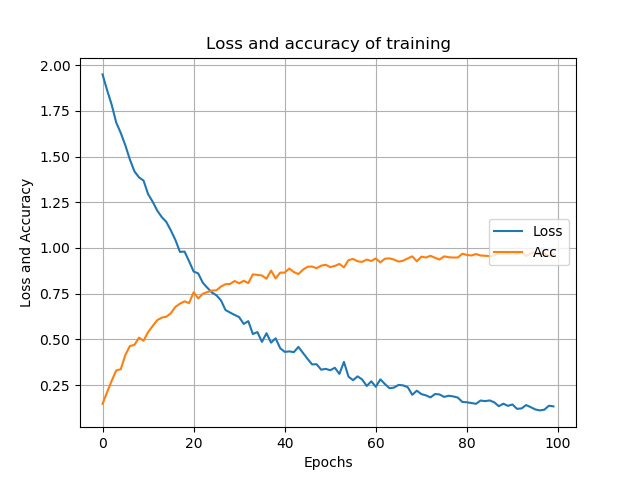 Loss and accuracy of training
Loss and Accuracy
2.00
1.75
1.50
1.25
1.00
0.75
0.50
0.25
Loss
Acc
0 20 40 60 80 100
Epochs